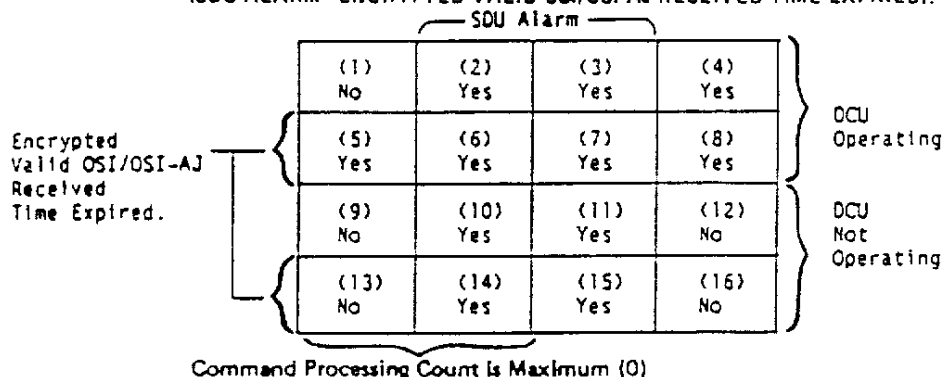 SDU Alarm
(1) (2) (3) (4)
No Yes Yes Yes
(5) (6) (7) (8)
Yes Yes Yes Yes
(9) (10) (11) (12)
No Yes Yes No
(13) (14) (15) (16)
No Yes Yes No
Encrypted
Valid OSI/OSI-AJ
Received
Time Expired.
DCU
Operating
DCU
Not
Operating
Command Processing Count is Maximum (0)